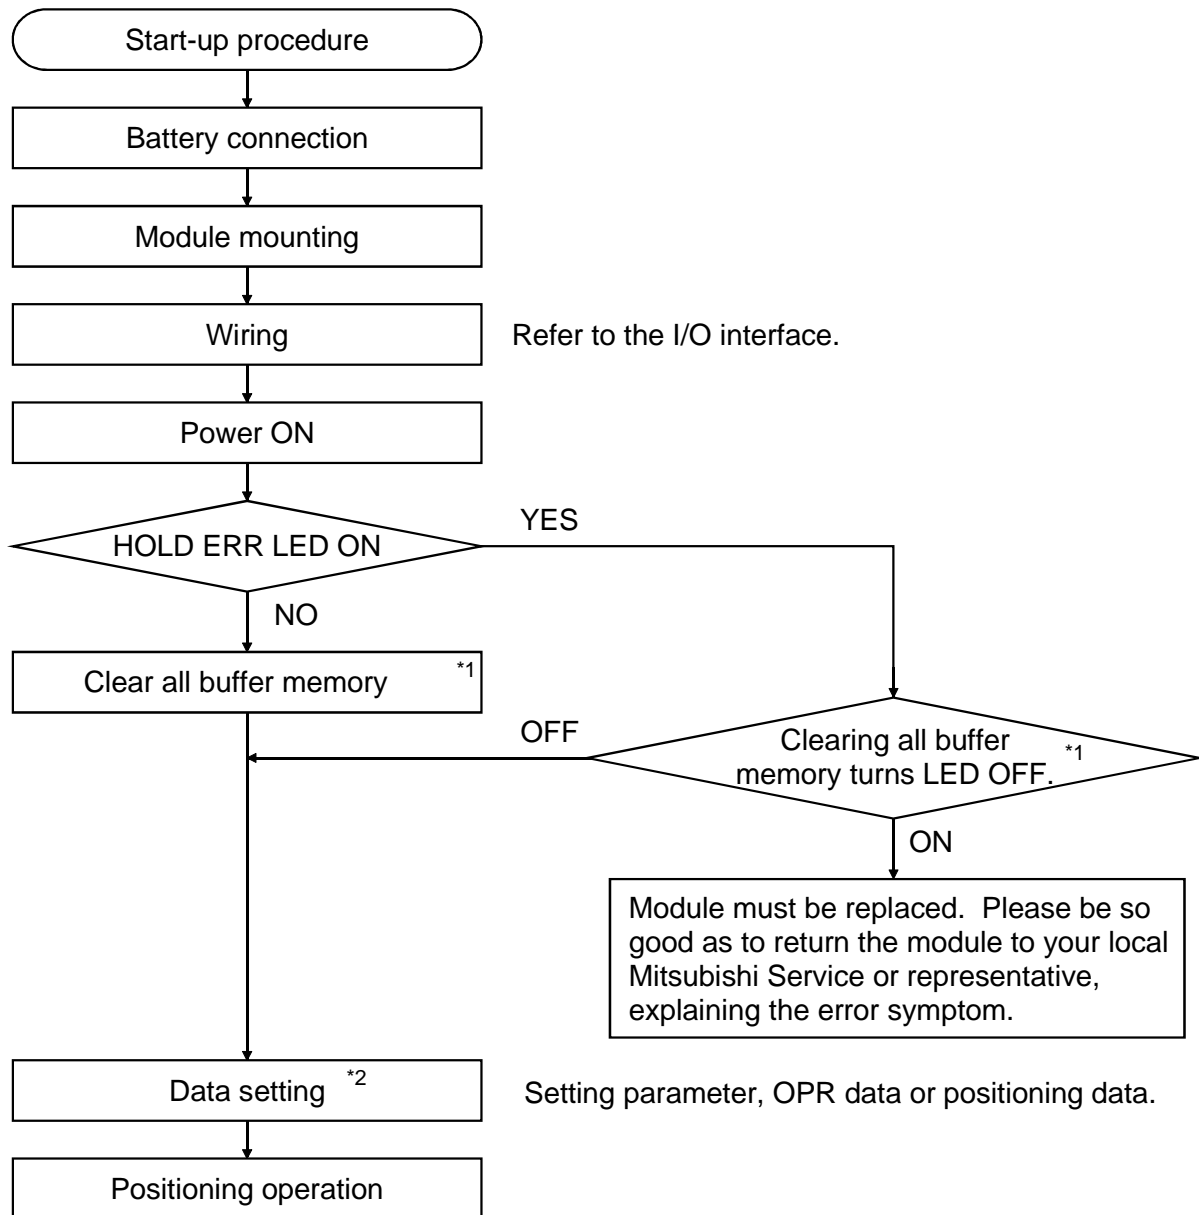 Start-up procedure
Battery connection
Module mounting
Wiring
Refer to the I/O interface.
Power ON
HOLD ERR LED ON
YES
NO
Clear all buffer memory *1
OFF
Clearing all buffer
memory turns LED OFF. *1
ON
Module must be replaced.  Please be so
good as to return the module to your local
Mitsubishi Service or representative,
explaining the error symptom.
Data setting *2
Setting parameter, OPR data or positioning data.
Positioning operation